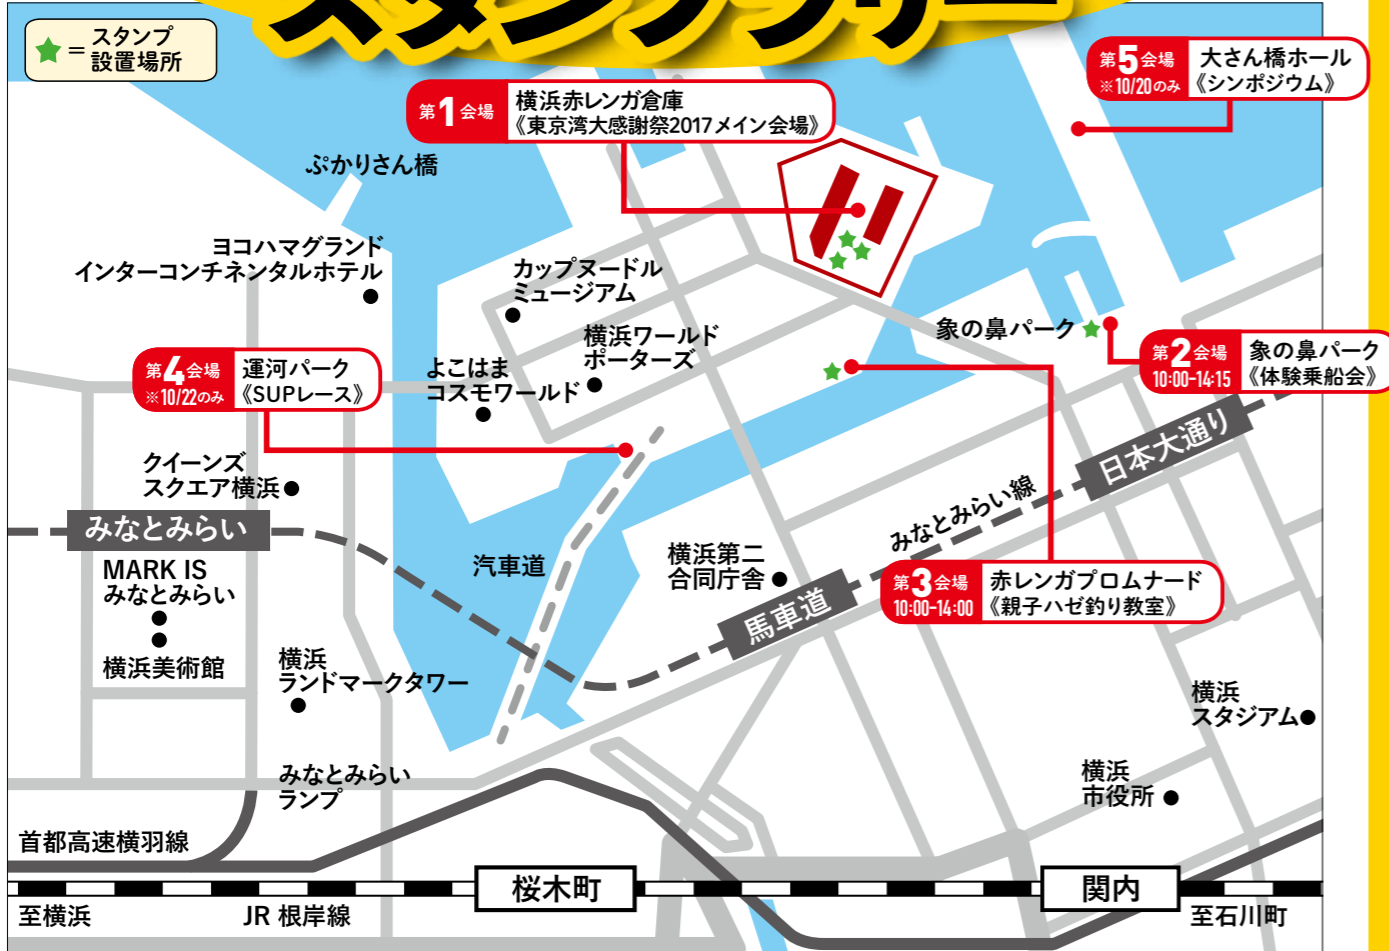 スタンプラリー
★=スタンプ
設置場所
第1会場
横浜赤レンガ倉庫
《東京湾大感謝祭2017メイン会場》
第5会場
※10/20のみ
大さん橋ホール
《シンポジウム》
ぷかりさん橋
ヨコハマグランド
インターコンチネンタルホテル
カップヌードル
ミュージアム
横浜ワールド
ポーターズ
象の鼻パーク
第2会場
10:00-14:15
象の鼻パーク
《体験乗船会》
第4会場
※10/22のみ
運河パーク
《SUPレース》
よこはま
コスモワールド
クイーンズ
スクエア横浜
日本大通り
みなとみらい線
みなとみらい
MARK IS
みなとみらい
横浜美術館
汽車道
横浜第二
合同庁舎
馬車道
第3会場
10:00-14:00
赤レンガプロムナード
《親子ハゼ釣り教室》
横浜
ランドマークタワー
横浜
スタジアム
みなとみらい
ランプ
横浜
市役所
首都高速横羽線
桜木町
関内
至横浜
JR 根岸線
至石川町